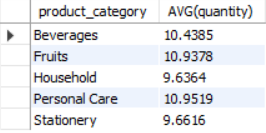 product_category AVG(quantity)
Beverages 10.4385
Fruits 10.9378
Household 9.6364
Personal Care 10.9519
Stationery 9.6616